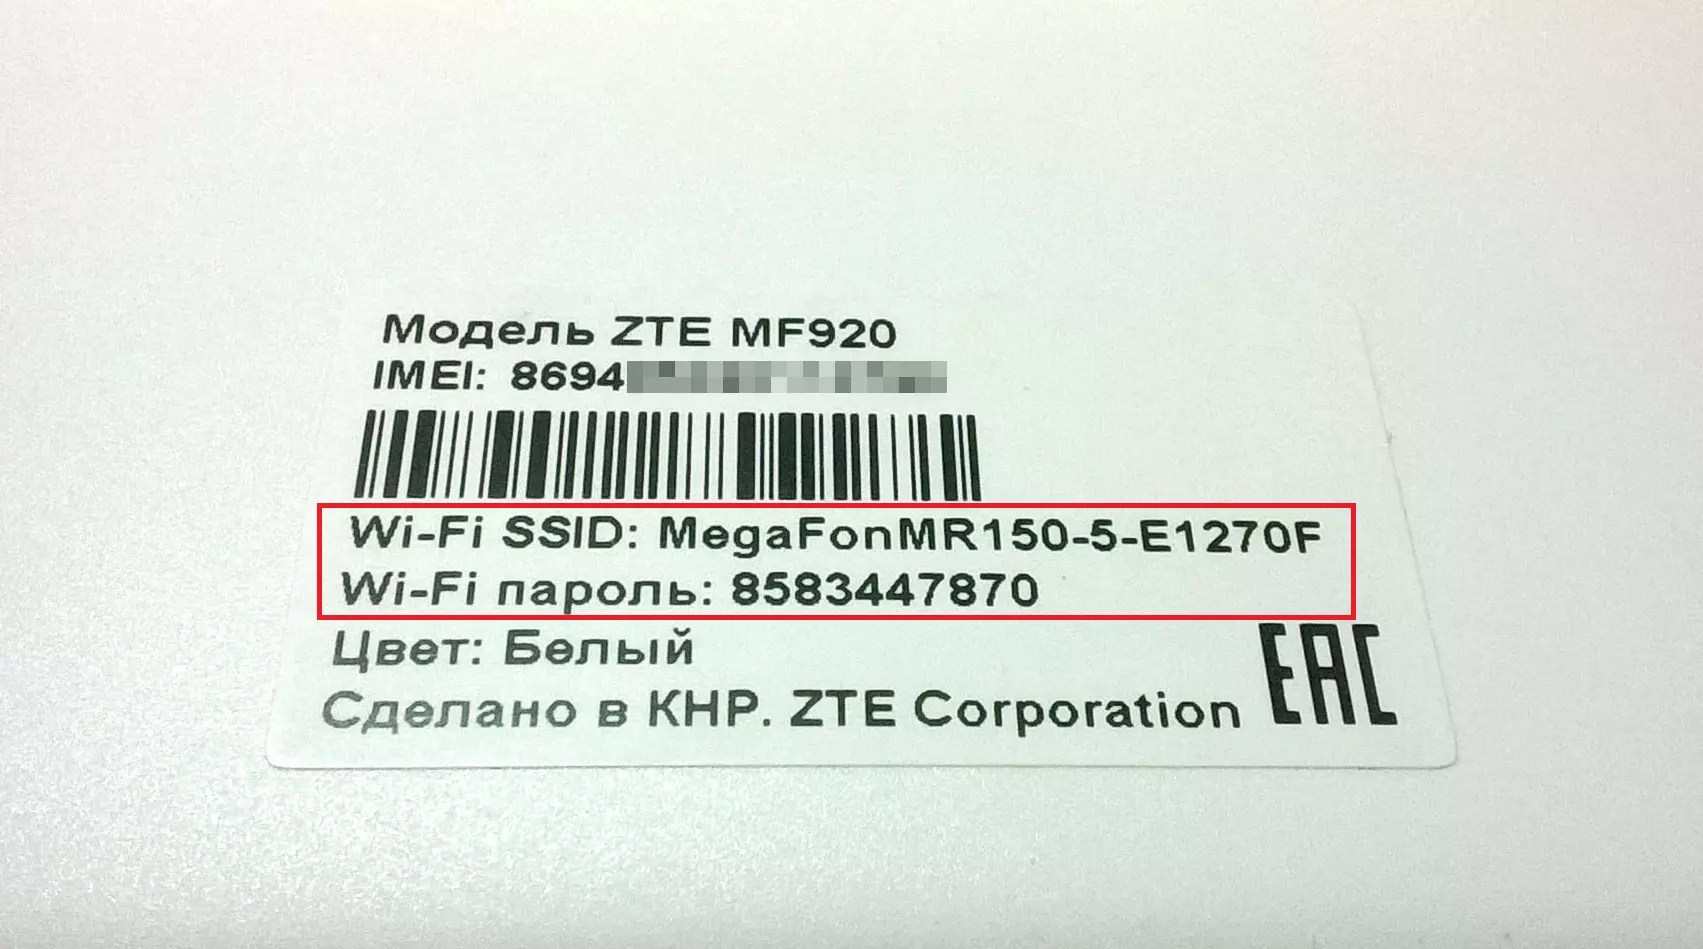 Модель ZTE MF920
IMEI: 8694
Wi-Fi SSID: MegaFonMR150-5-E1270F
Wi-Fi пароль: 8583447870
Цвет: Белый
Сделано в КНР. ZTE Corporation
EAC